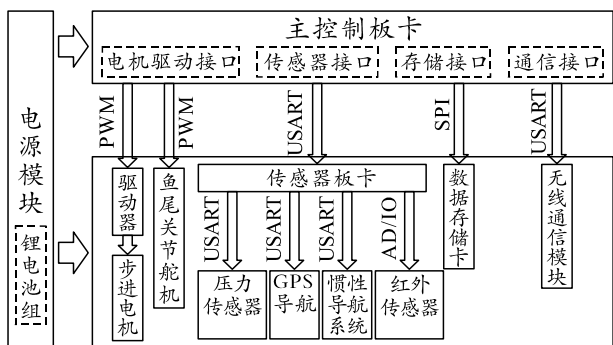 主控制板卡
电机驱动接口 传感器接口 存储接口 通信接口
电源模块
锂电池组
PWM
PWM
USART
SPI
USART
驱动器
步进电机
鱼尾关节舵机
传感器板卡
USART
USART
USART
AD/IO
压力
传感器
GPS
导航
惯性
导航
系统
红外
传感器
数据存储卡
无线通信模块